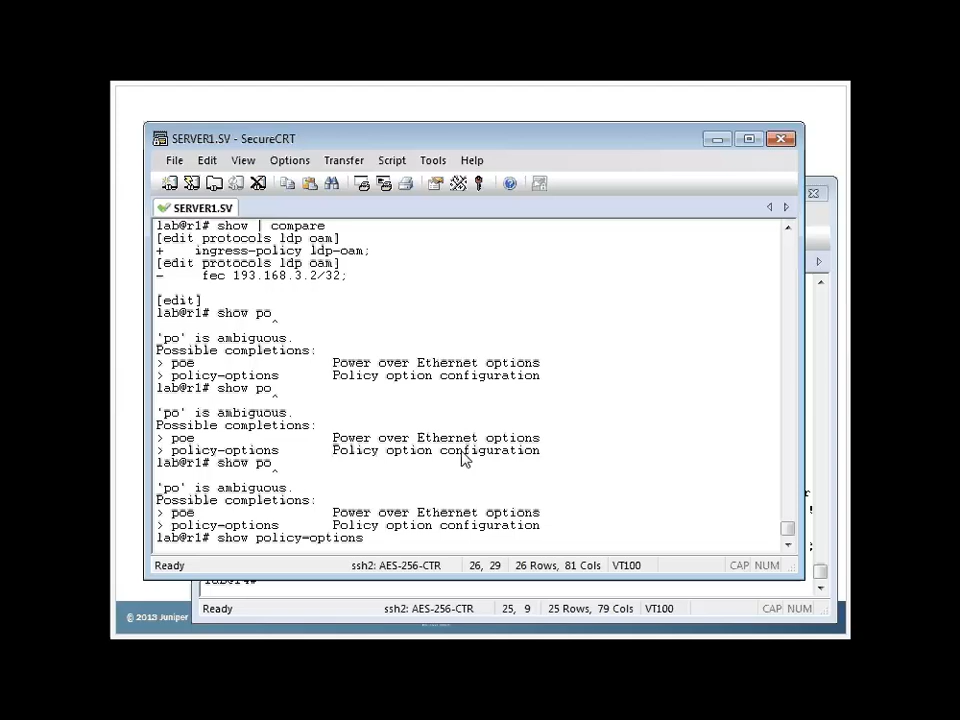 SERVER1.SV - SecureCRT
File Edit View Options Transfer Script Tools Help
SERVER1.SV
lab@r1# show | compare
[edit protocols ldp oam]
+    ingress-policy ldp-oam;
[edit protocols ldp oam]
-     fec 193.168.3.2/32;
[edit]
lab@r1# show po
^
'po' is ambiguous.
Possible completions:
> poe Power over Ethernet options
> policy-options Policy option configuration
lab@r1# show po
^
'po' is ambiguous.
Possible completions:
> poe Power over Ethernet options
> policy-options Policy option configuration
lab@r1# show po
^
'po' is ambiguous.
Possible completions:
> poe Power over Ethernet options
> policy-options Policy option configuration
lab@r1# show policy=options
Ready ssh2: AES-256-CTR 26, 29 26 Rows, 81 Cols VT100 CAP NUM
Ready ssh2: AES-256-CTR 25, 9 25 Rows, 79 Cols VT100 CAP NUM
© 2013 Juniper